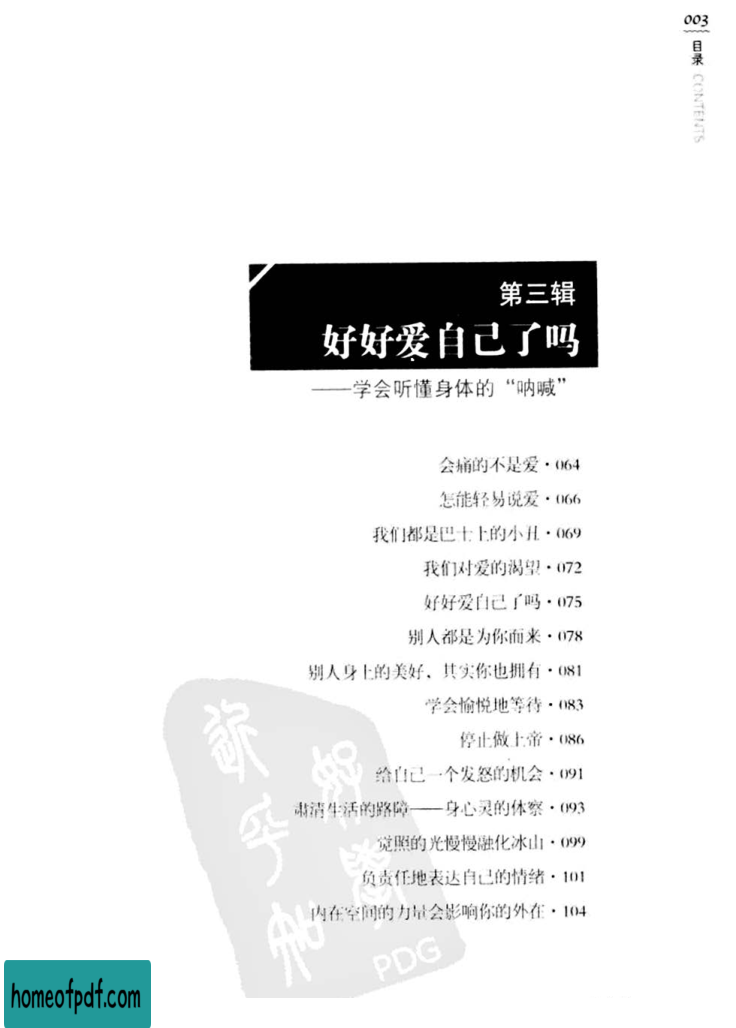 003
目录 CONTENTS
第三辑
好好爱自己了吗
——学会听懂身体的“呐喊”
会痛的不是爱·064
怎能轻易说爱·066
我们都是巴士上的小丑·069
我们对爱的渴望·072
好好爱自己了吗·075
别人都是为你而来·078
别人身上的美好，其实你也拥有·081
学会愉悦地等待·083
停止做上帝·086
给自己一个发怒的机会·091
肃清生活的路障——身心灵的体察·093
觉照的光慢慢融化冰山·099
负责任地表达自己的情绪·101
内在空间的力量会影响你的外在·104
PDG
homeofpdf.com